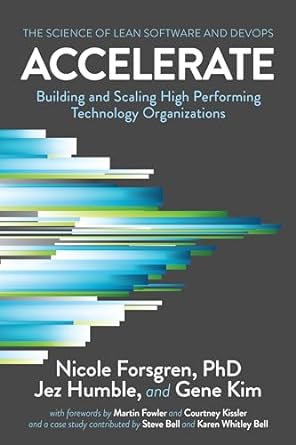 THE SCIENCE OF LEAN SOFTWARE AND DEVOPS
ACCELERATE
Building and Scaling High Performing
Technology Organizations
Nicole Forsgren, PhD
Jez Humble, and Gene Kim
with forewords by Martin Fowler and Courtney Kissler
and a case study contributed by Steve Bell and Karen Whitley Bell